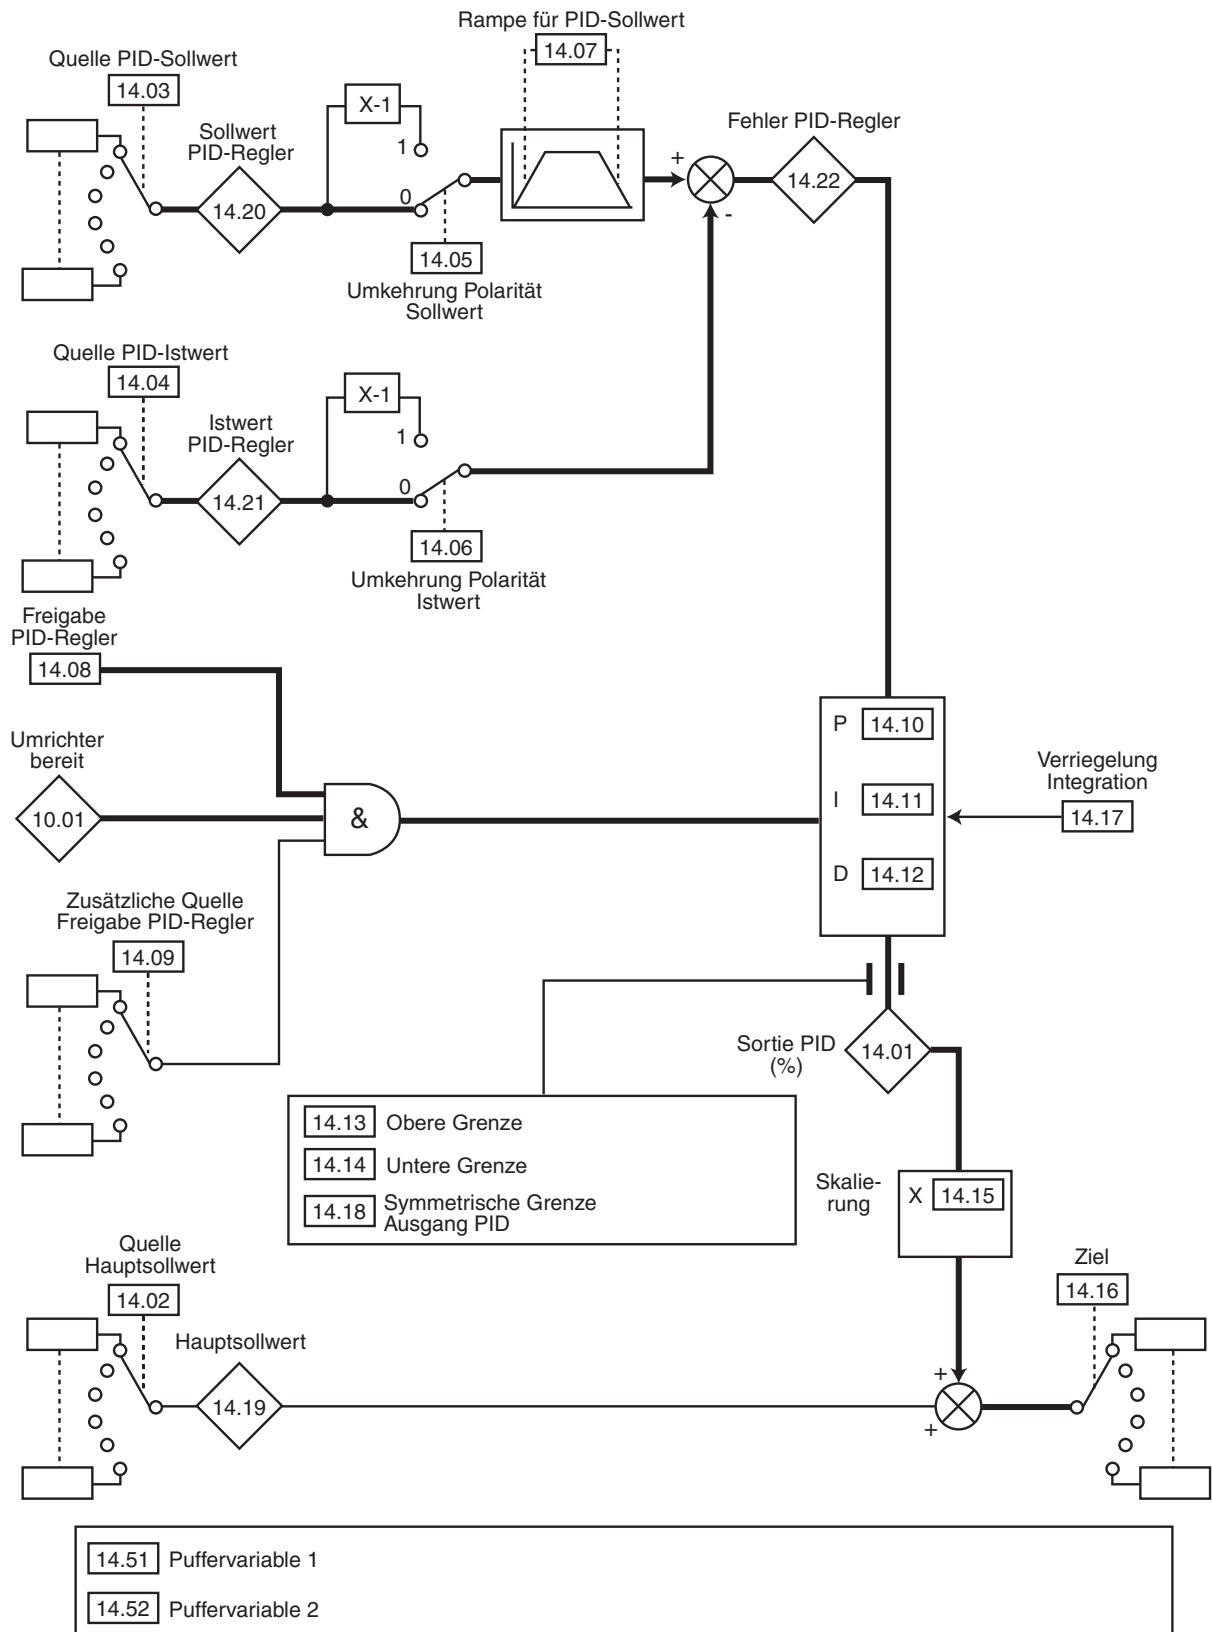 Rampe für PID-Sollwert
14.07
Quelle PID-Sollwert
14.03
X-1
1
Sollwert
PID-Regler
14.20
0
14.05
Umkehrung Polarität
Sollwert
+
-
Fehler PID-Regler
14.22
Quelle PID-Istwert
14.04
X-1
1
Istwert
PID-Regler
14.21
0
14.06
Umkehrung Polarität
Istwert
Freigabe
PID-Regler
14.08
Umrichter
bereit
10.01
&
P 14.10
I 14.11
D 14.12
Verriegelung
Integration
14.17
Zusätzliche Quelle
Freigabe PID-Regler
14.09
Sortie PID
(%)
14.01
14.13 Obere Grenze
14.14 Untere Grenze
14.18 Symmetrische Grenze
Ausgang PID
Skalie-
rung
X 14.15
Quelle
Hauptsollwert
14.02
Hauptsollwert
14.19
+
+
Ziel
14.16
14.51 Puffervariable 1
14.52 Puffervariable 2